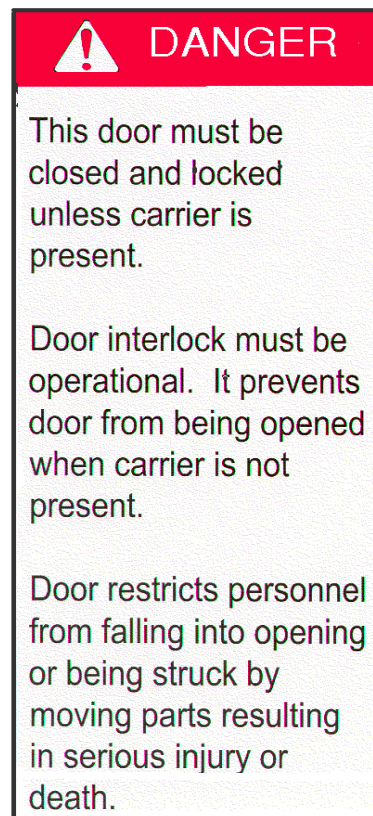 DANGER
This door must be
closed and locked
unless carrier is
present.
Door interlock must be
operational. It prevents
door from being opened
when carrier is not
present.
Door restricts personnel
from falling into opening
or being struck by
moving parts resulting
in serious injury or
death.